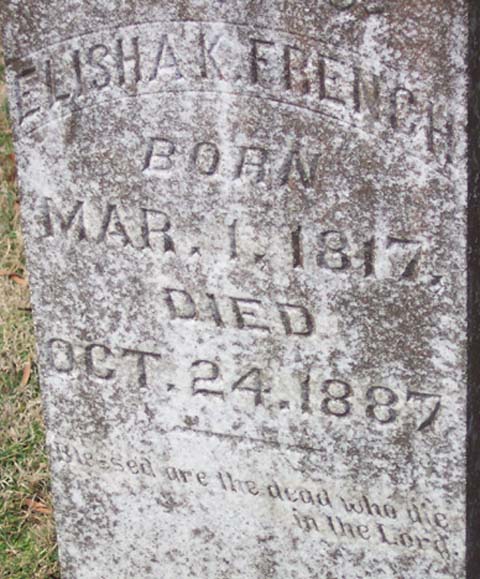 ELISHA K. FRENCH
BORN
MAR. 1, 1817.
DIED
OCT. 24. 1887
Blessed are the dead who die
in the Lord.